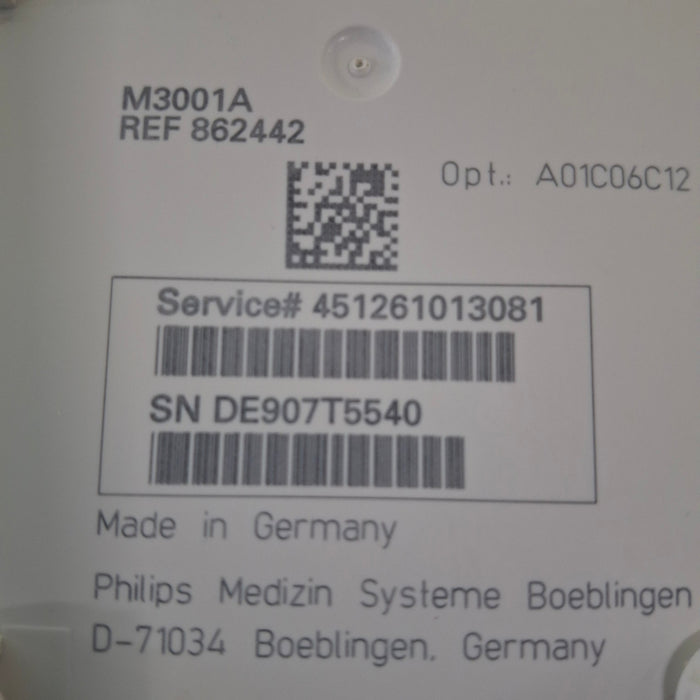 M3001A
REF 862442
Opt.: A01C06C12
Service# 451261013081
SN DE907T5540
Made in Germany
Philips Medizin Systeme Boeblingen
D-71034 Boeblingen, Germany